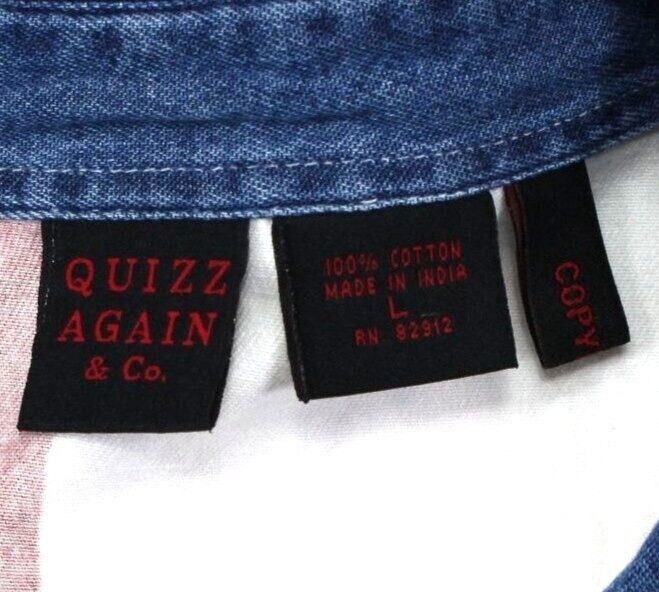 QUIZZ
AGAIN
& Co.
100% COTTON
MADE IN INDIA
L
RN 82912
COPY